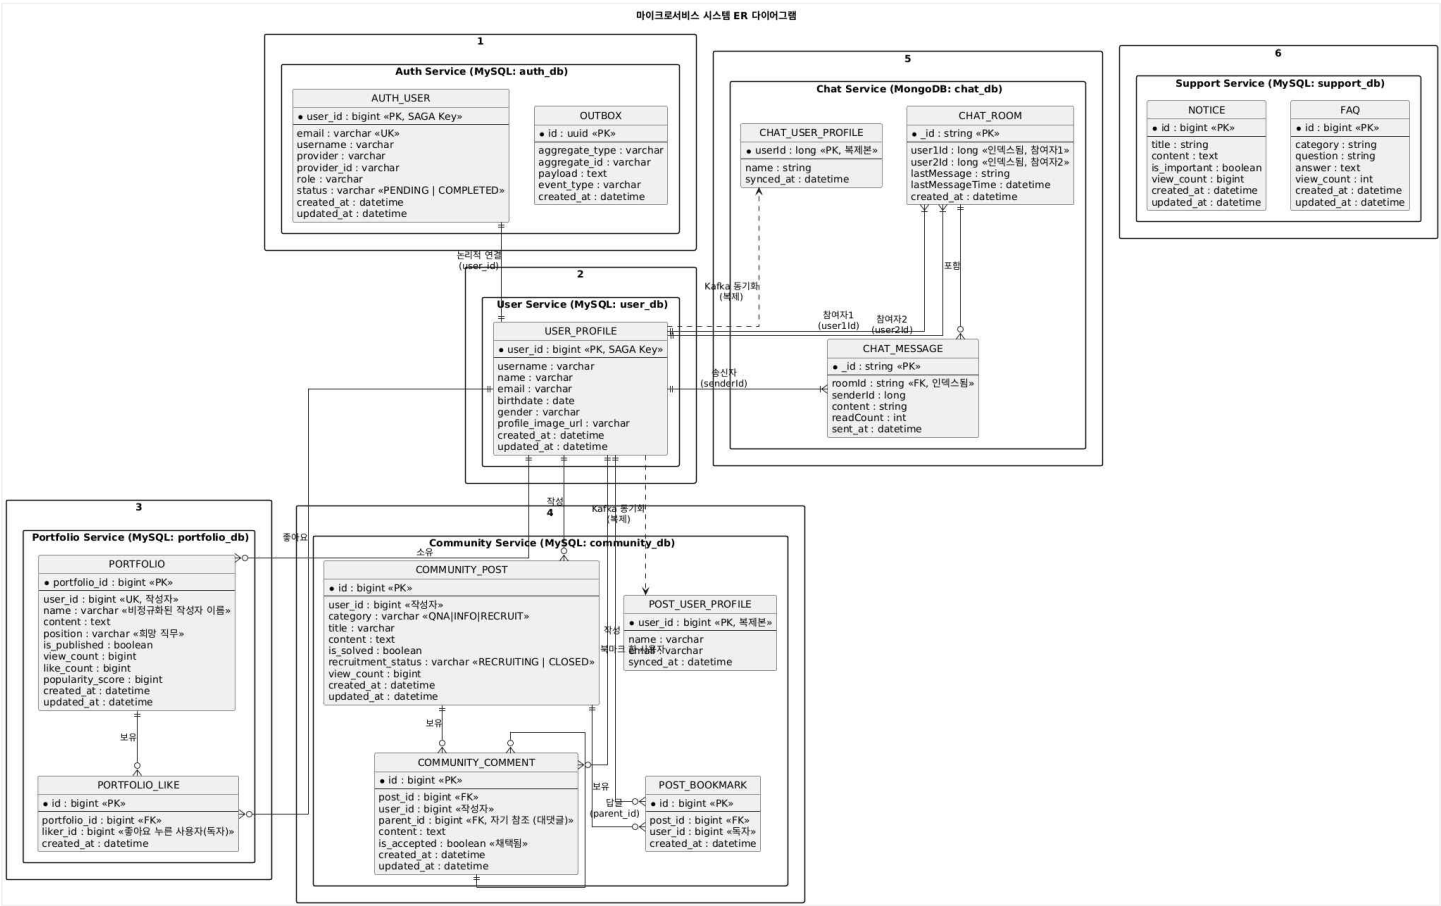 마이크로서비스 시스템 ER 다이어그램
1
Auth Service (MySQL: auth_db)
AUTH_USER
● user_id : bigint «PK, SAGA Key»
email : varchar «UK»
username : varchar
provider : varchar
provider_id : varchar
role : varchar
status : varchar «PENDING | COMPLETED»
created_at : datetime
updated_at : datetime
OUTBOX
● id : uuid «PK»
aggregate_type : varchar
aggregate_id : varchar
payload : text
event_type : varchar
created_at : datetime
논리적 연결
(user_id)
2
User Service (MySQL: user_db)
USER_PROFILE
● user_id : bigint «PK, SAGA Key»
username : varchar
name : varchar
email : varchar
birthdate : date
gender : varchar
profile_image_url : varchar
created_at : datetime
updated_at : datetime
5
Chat Service (MongoDB: chat_db)
CHAT_USER_PROFILE
● userId : long «PK, 복제본»
name : string
synced_at : datetime
CHAT_ROOM
● _id : string «PK»
user1Id : long «인덱스됨, 참여자1»
user2Id : long «인덱스됨, 참여자2»
lastMessage : string
lastMessageTime : datetime
created_at : datetime
포함
Kafka 동기화
(복제)
참여자1
(user1Id)
참여자2
(user2Id)
송신자
(senderId)
CHAT_MESSAGE
● _id : string «PK»
roomId : string «FK, 인덱스됨»
senderId : long
content : string
readCount : int
sent_at : datetime
6
Support Service (MySQL: support_db)
NOTICE
● id : bigint «PK»
title : string
content : text
is_important : boolean
view_count : bigint
created_at : datetime
updated_at : datetime
FAQ
● id : bigint «PK»
category : string
question : string
answer : text
view_count : int
created_at : datetime
updated_at : datetime
3
Portfolio Service (MySQL: portfolio_db)
PORTFOLIO
● portfolio_id : bigint «PK»
user_id : bigint «UK, 작성자»
name : varchar «비정규화된 작성자 이름»
content : text
position : varchar «희망 직무»
is_published : boolean
view_count : bigint
like_count : bigint
popularity_score : bigint
created_at : datetime
updated_at : datetime
보유
PORTFOLIO_LIKE
● id : bigint «PK»
portfolio_id : bigint «FK»
liker_id : bigint «좋아요 누른 사용자(독자)»
created_at : datetime
좋아요
소유
작성
Kafka 동기화
(복제)
4
Community Service (MySQL: community_db)
COMMUNITY_POST
● id : bigint «PK»
user_id : bigint «작성자»
category : varchar «QNA|INFO|RECRUIT»
title : varchar
content : text
is_solved : boolean
recruitment_status : varchar «RECRUITING | CLOSED»
view_count : bigint
created_at : datetime
updated_at : datetime
POST_USER_PROFILE
● user_id : bigint «PK, 복제본»
name : varchar
email : varchar
synced_at : datetime
작성
북마크 한 사용자
보유
COMMUNITY_COMMENT
● id : bigint «PK»
post_id : bigint «FK»
user_id : bigint «작성자»
parent_id : bigint «FK, 자기 참조 (대댓글)»
content : text
is_accepted : boolean «채택됨»
created_at : datetime
updated_at : datetime
보유
답글
(parent_id)
POST_BOOKMARK
● id : bigint «PK»
post_id : bigint «FK»
user_id : bigint «독자»
created_at : datetime